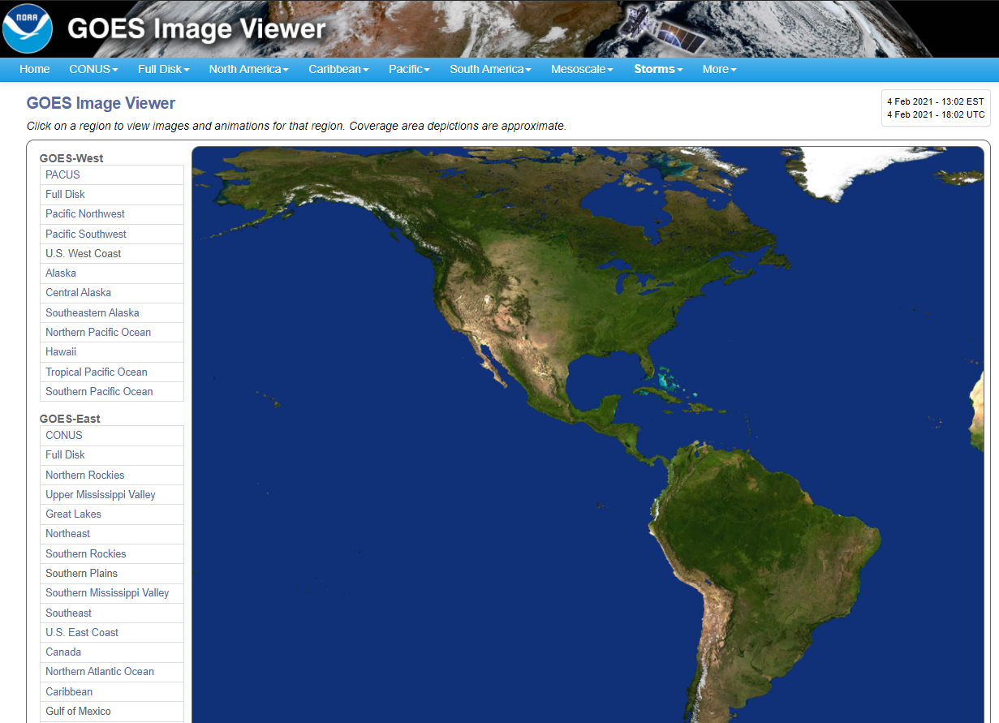 NOAA
GOES Image Viewer
Home CONUS Full Disk North America Caribbean Pacific South America Mesoscale Storms More
GOES Image Viewer
4 Feb 2021 - 13:02 EST
4 Feb 2021 - 18:02 UTC
Click on a region to view images and animations for that region. Coverage area depictions are approximate.
GOES-West
PACUS
Full Disk
Pacific Northwest
Pacific Southwest
U.S. West Coast
Alaska
Central Alaska
Southeastern Alaska
Northern Pacific Ocean
Hawaii
Tropical Pacific Ocean
Southern Pacific Ocean
GOES-East
CONUS
Full Disk
Northern Rockies
Upper Mississippi Valley
Great Lakes
Northeast
Southern Rockies
Southern Plains
Southern Mississippi Valley
Southeast
U.S. East Coast
Canada
Northern Atlantic Ocean
Caribbean
Gulf of Mexico